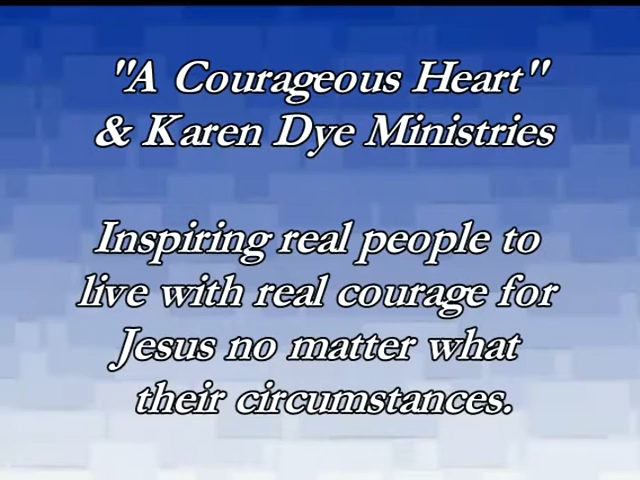 "A Courageous Heart"
& Karen Dye Ministries
Inspiring real people to
live with real courage for
Jesus no matter what
their circumstances.